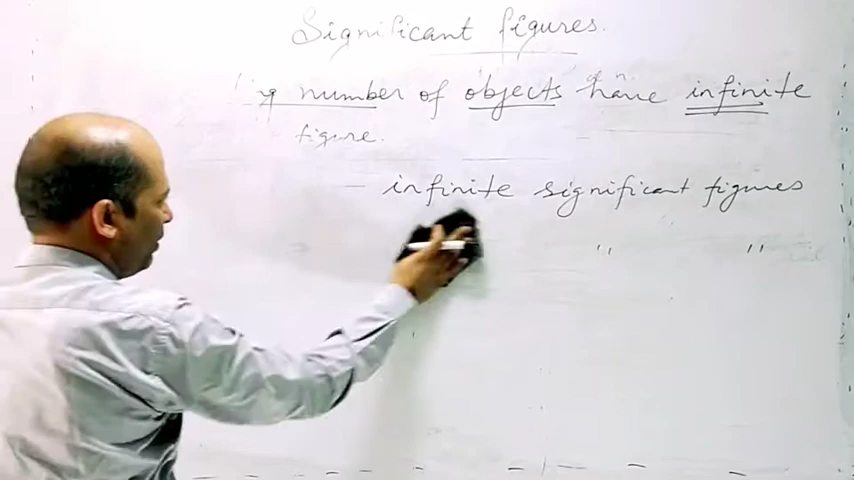 Significant figures.
number of objects have infinite
figure.
infinite significant figures
" "